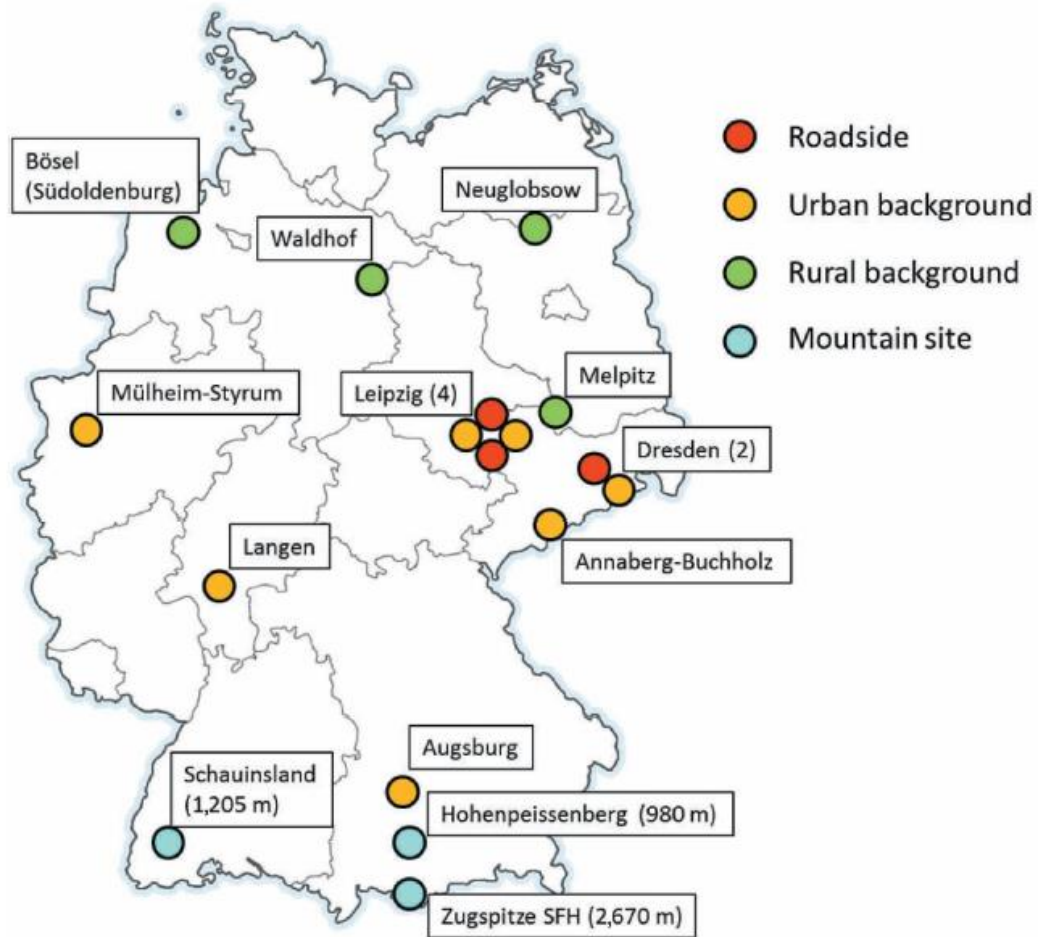 Bösel
(Südoldenburg)
Neuglobsow
Waldhof
Roadside
Urban background
Rural background
Mountain site
Mülheim-Styrum
Leipzig (4)
Melpitz
Dresden (2)
Langen
Annaberg-Buchholz
Augsburg
Schauinsland
(1,205 m)
Hohenpeissenberg (980 m)
Zugspitze SFH (2,670 m)